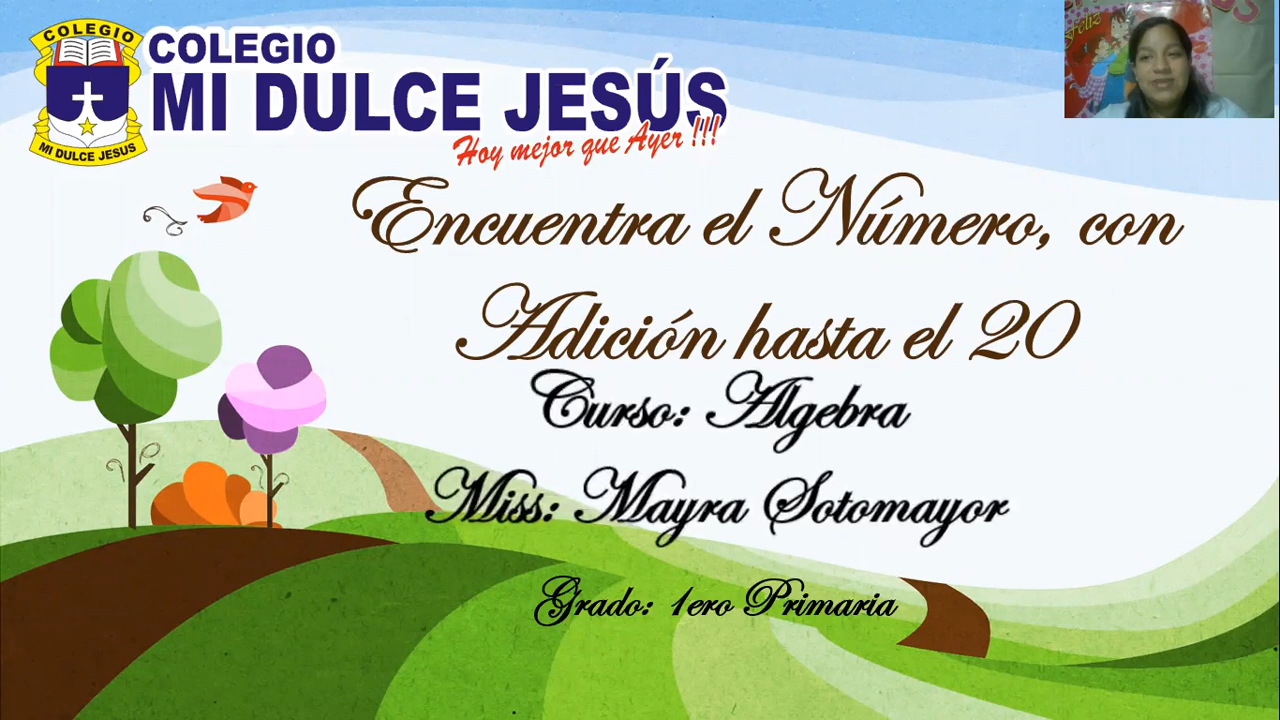 COLEGIO
MI DULCE JESUS
COLEGIO
MI DULCE JESÚS
Hoy mejor que Ayer !!!
Feliz
Encuentra el Número, con
Adición hasta el 20
Curso: Algebra
Miss: Mayra Sotomayor
Grado: 1ero Primaria